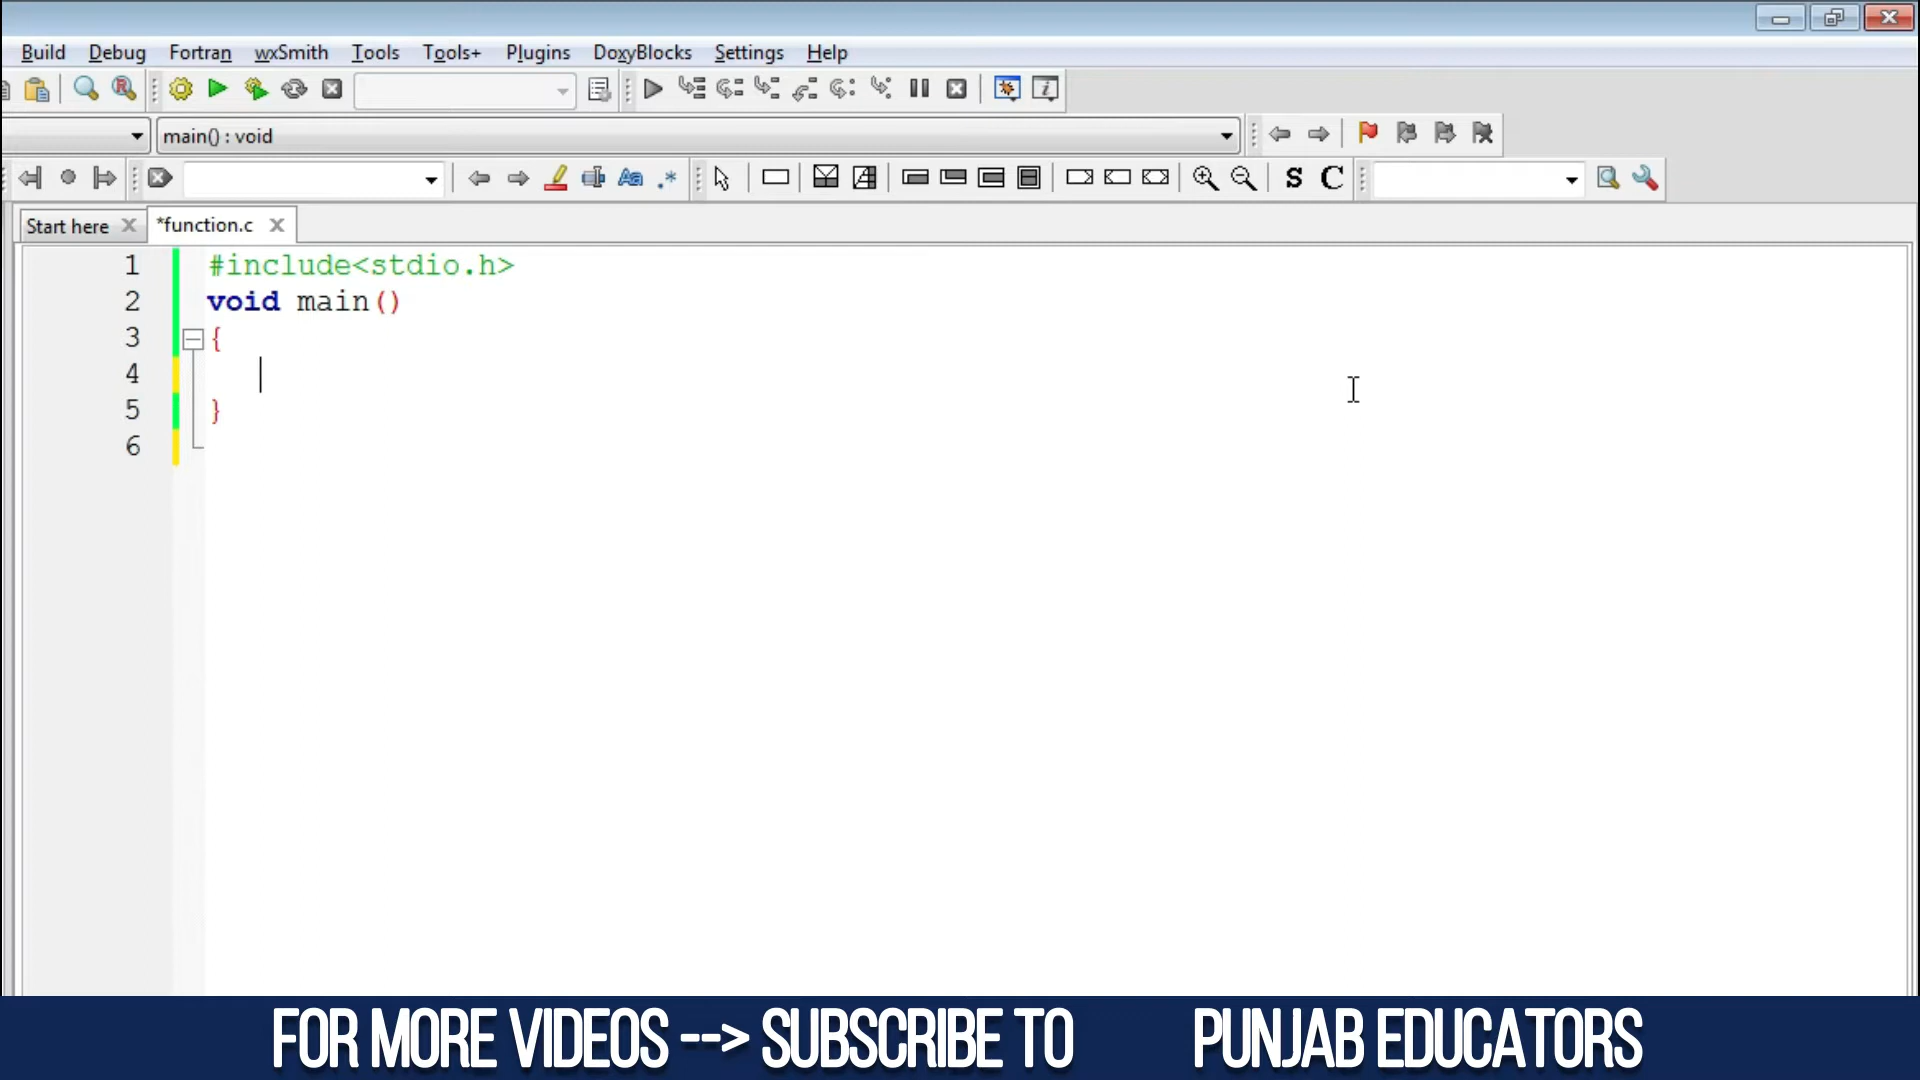 Build Debug Fortran wxSmith Tools Tools+ Plugins DoxyBlocks Settings Help
main() : void
Aa .* S C
Start here *function.c
1 #include<stdio.h>
2 void main()
3 {
4
5 }
6
FOR MORE VIDEOS --> SUBSCRIBE TO PUNJAB EDUCATORS